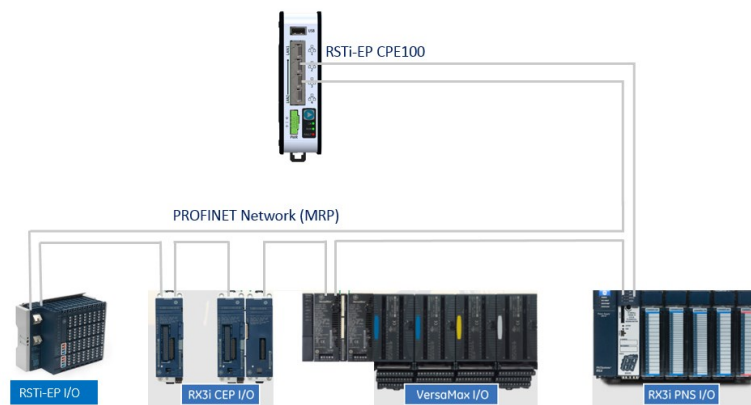 RSTi-EP CPE100
PROFINET Network (MRP)
RSTi-EP I/O
RX3i CEP I/O
VersaMax I/O
RX3i PNS I/O